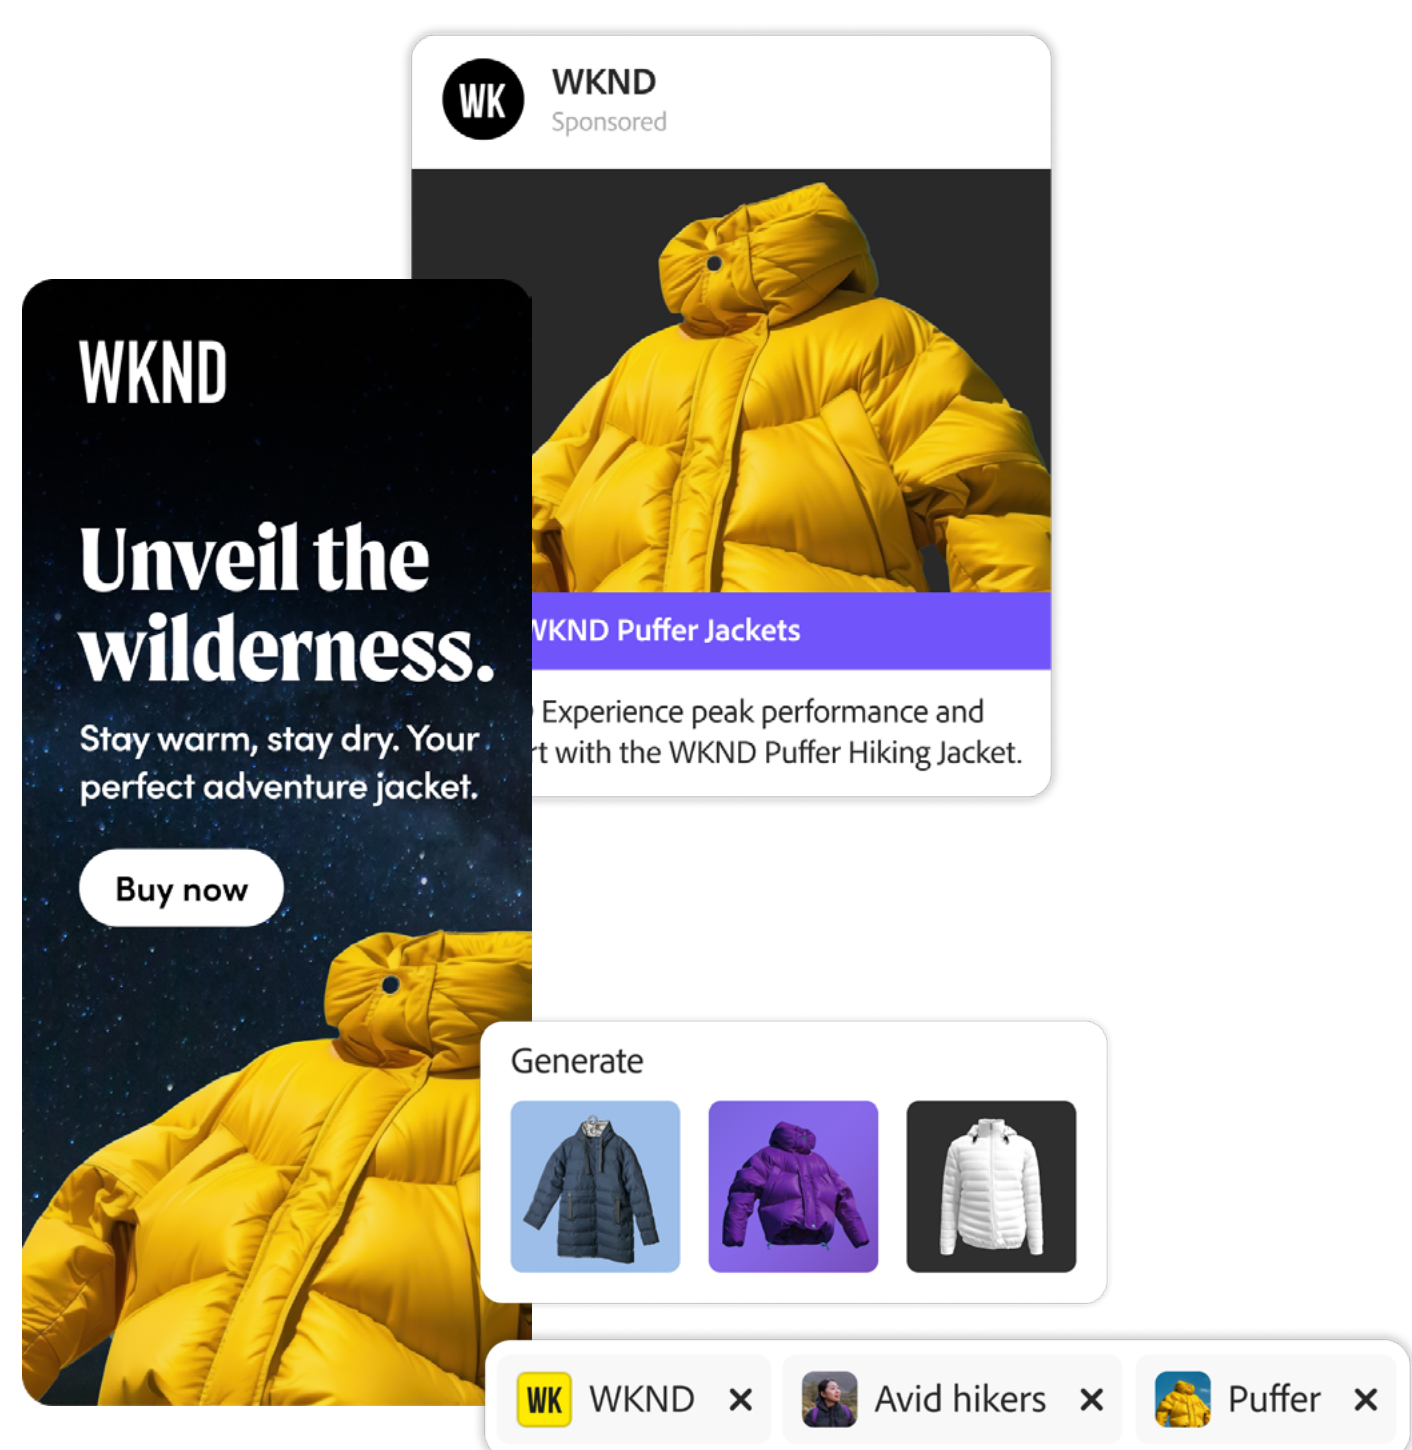 WK
WKND
Sponsored
WKND Puffer Jackets
Experience peak performance and
with the WKND Puffer Hiking Jacket.
WKND
Unveil the
wilderness.
Stay warm, stay dry. Your
perfect adventure jacket.
Buy now
Generate
WK WKND × Avid hikers × Puffer ×